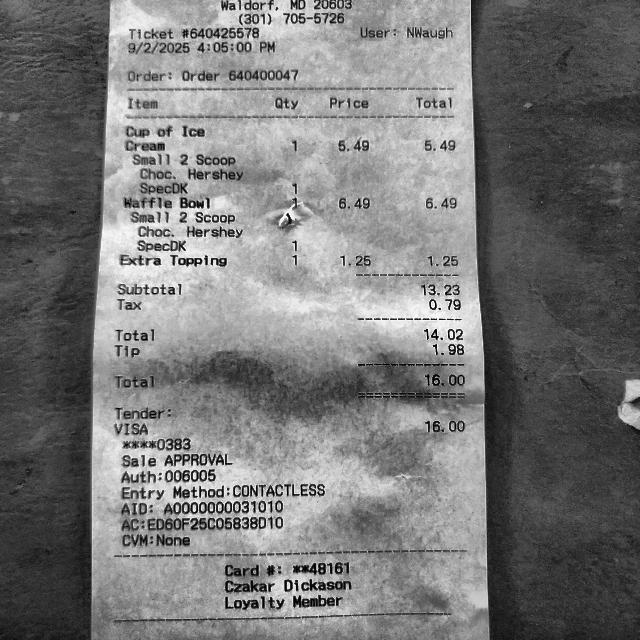 Waldorf, MD 20603
(301) 705-5726
Ticket #640425578 User: NWaugh
9/2/2025 4:05:00 PM
Order: Order 640400047
Item Qty Price Total
Cup of Ice
Cream 1 5.49 5.49
Small 2 Scoop
Choc. Hershey
SpecDK 1
Waffle Bowl 1 6.49 6.49
Small 2 Scoop 1
Choc. Hershey
SpecDK 1
Extra Topping 1 1.25 1.25
Subtotal 13.23
Tax 0.79
Total 14.02
Tip 1.98
Total 16.00
Tender:
VISA 16.00
****0383
Sale APPROVAL
Auth:006005
Entry Method:CONTACTLESS
AID: A0000000031010
AC:ED60F25C05838D10
CVM:None
Card #: **48161
Czakar Dickason
Loyalty Member